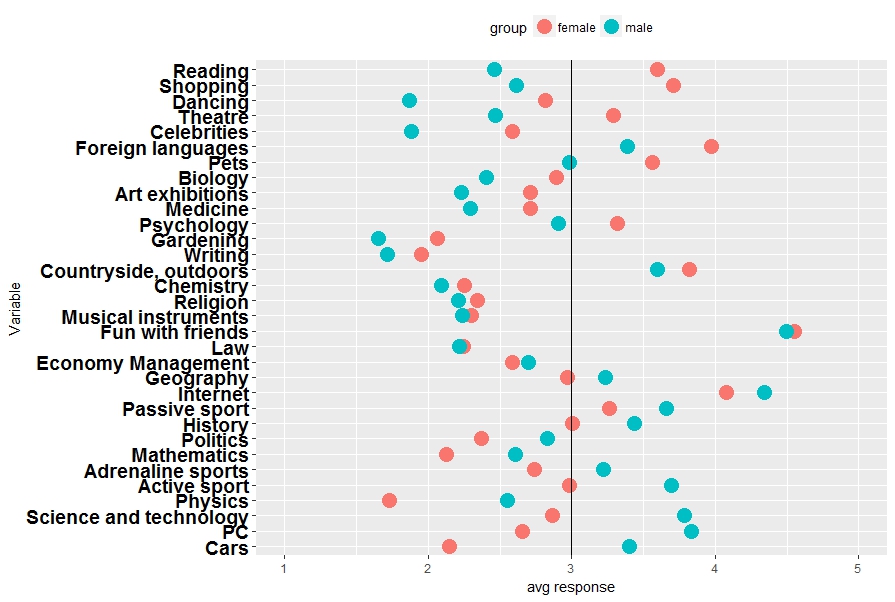 group female male
Reading
Shopping
Dancing
Theatre
Celebrities
Foreign languages
Pets
Biology
Art exhibitions
Medicine
Psychology
Gardening
Writing
Countryside, outdoors
Chemistry
Religion
Musical instruments
Fun with friends
Law
Economy Management
Geography
Internet
Passive sport
History
Politics
Mathematics
Adrenaline sports
Active sport
Physics
Science and technology
PC
Cars
Variable
1 2 3 4 5
avg response